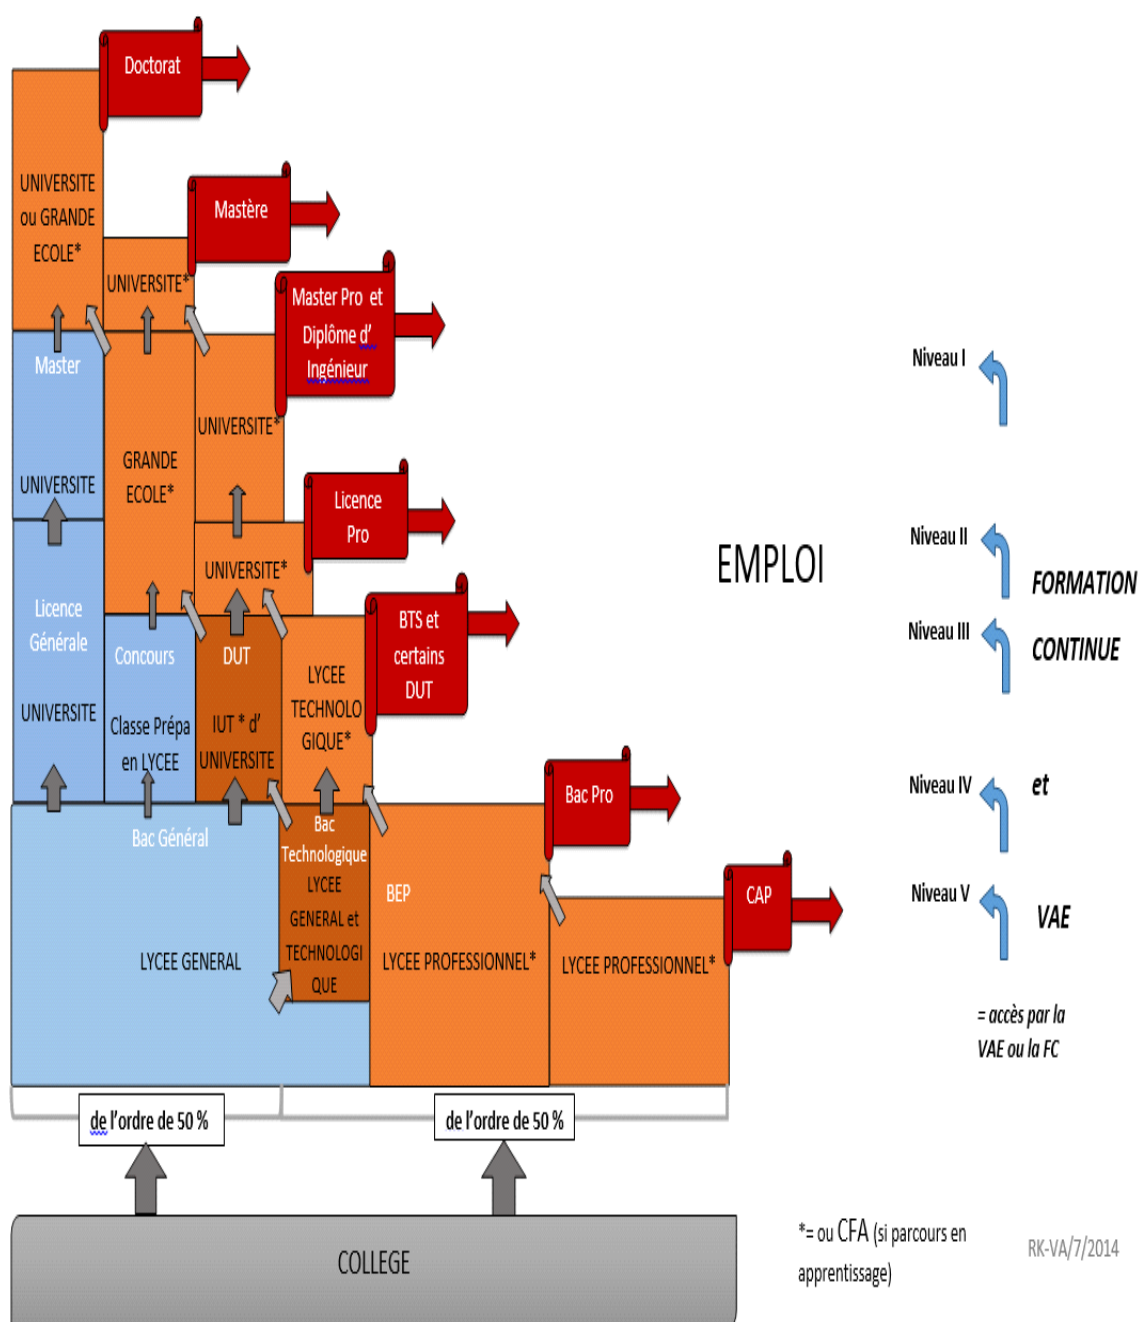 Doctorat
UNIVERSITE
ou GRANDE
ECOLE*
Mastère
UNIVERSITE*
Master Pro et
Diplôme d'
Ingénieur
Master
UNIVERSITE
GRANDE
ECOLE*
UNIVERSITE*
Licence
Pro
UNIVERSITE*
Licence
Générale
UNIVERSITE
Concours
Classe Prépa
en LYCEE
DUT
IUT * d'
UNIVERSITE
LYCEE
TECHNOLO
GIQUE*
BTS et
certains
DUT
Bac Pro
Bac Général
LYCEE GENERAL
Bac
Technologique
LYCEE
GENERAL et
TECHNOLOGI
QUE
BEP
LYCEE PROFESSIONNEL*
LYCEE PROFESSIONNEL*
CAP
EMPLOI
Niveau I
Niveau II
Niveau III
Niveau IV
Niveau V
FORMATION
CONTINUE
et
VAE
= accès par la
VAE ou la FC
de l'ordre de 50 %
de l'ordre de 50 %
COLLEGE
*= ou CFA (si parcours en
apprentissage)
RK-VA/7/2014